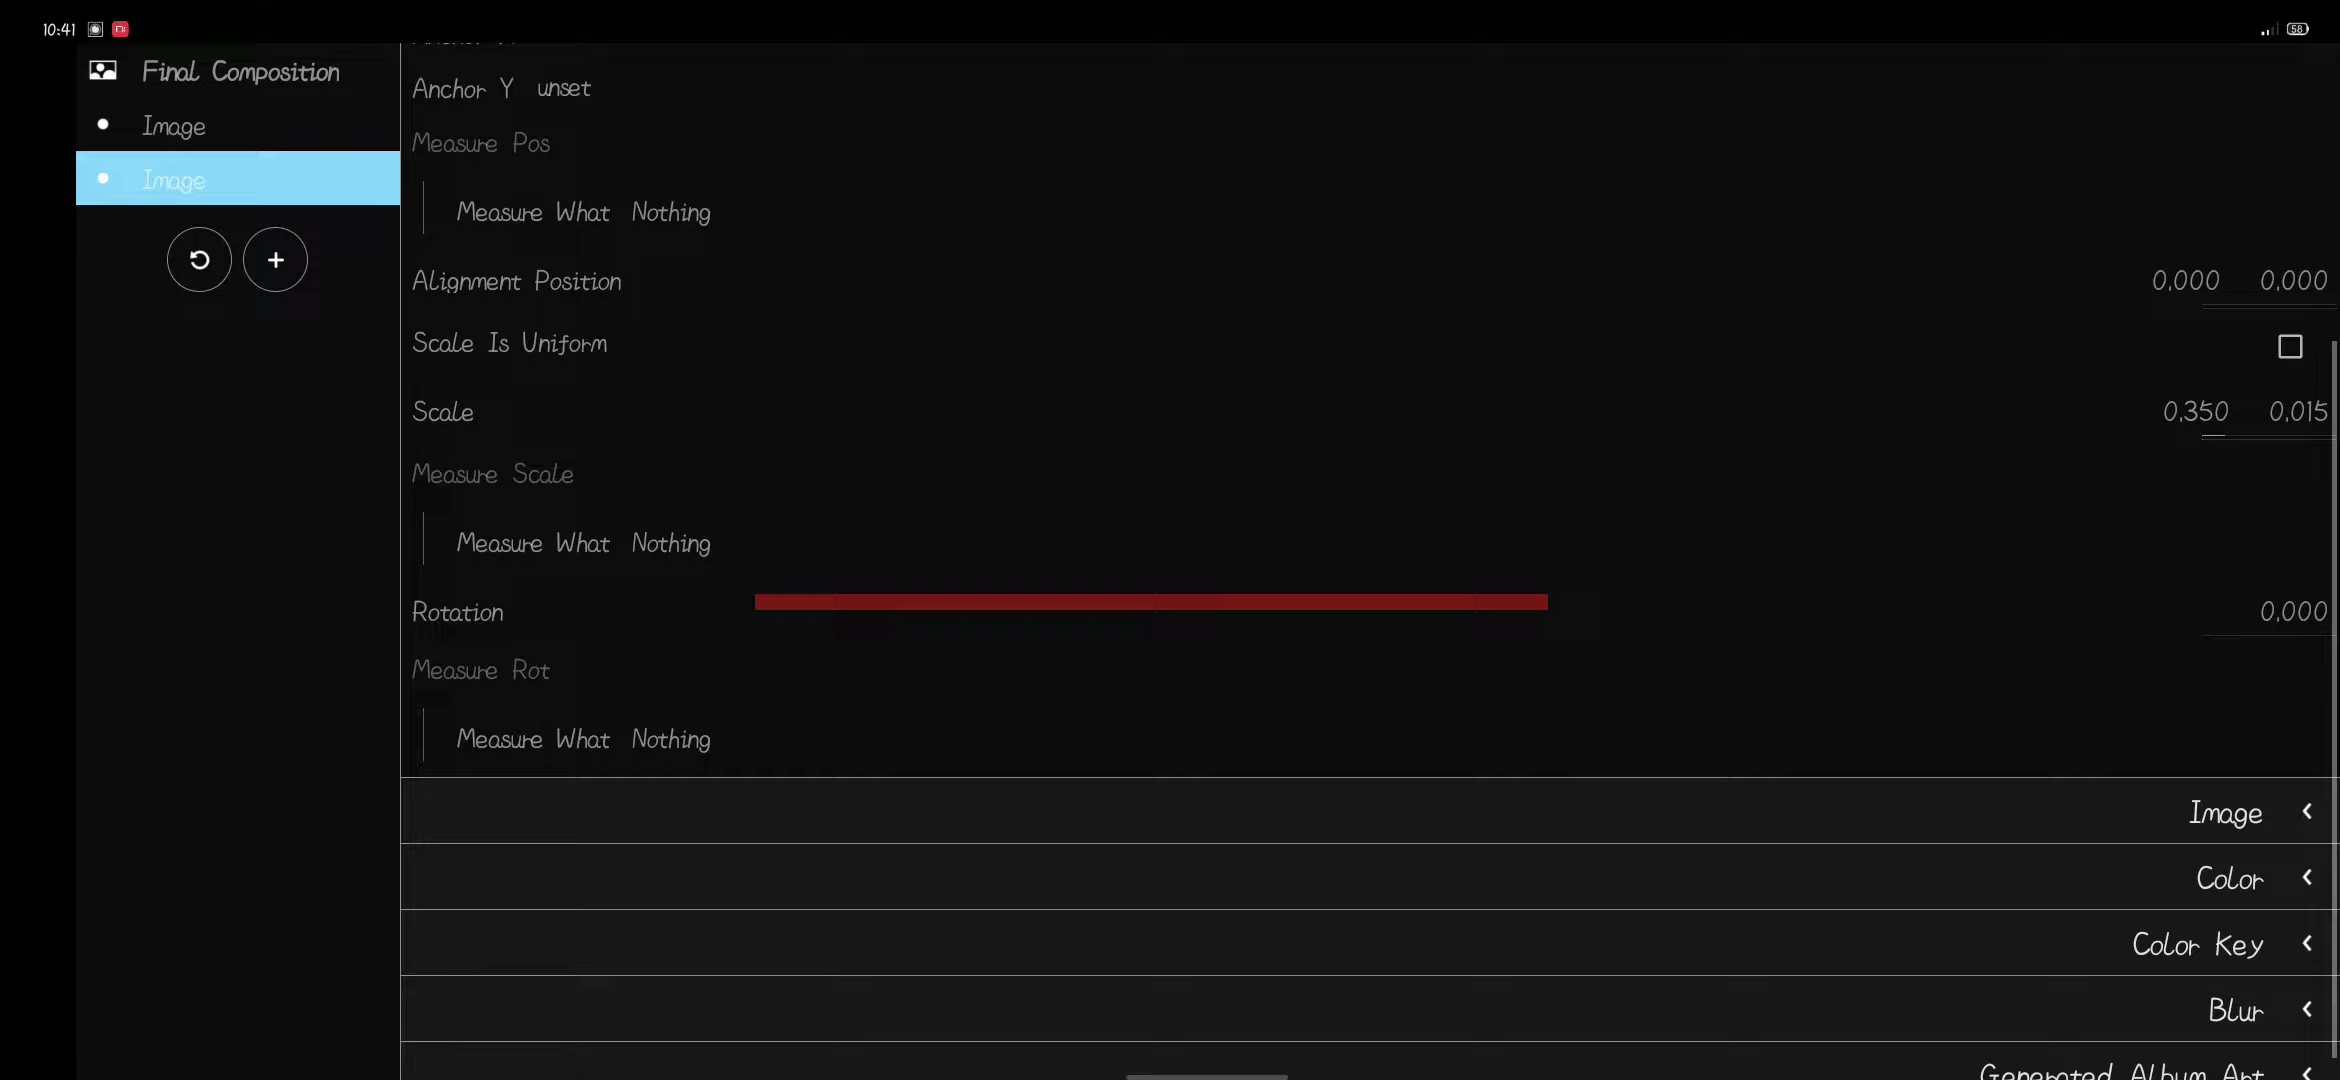 10:41
58
Final Composition
Image
Image
Anchor Y unset
Measure Pos
Measure What Nothing
Alignment Position 0,000 0,000
Scale Is Uniform
Scale 0,350 0,015
Measure Scale
Measure What Nothing
Rotation 0,000
Measure Rot
Measure What Nothing
Image
Color
Color Key
Blur
Generated Album Art